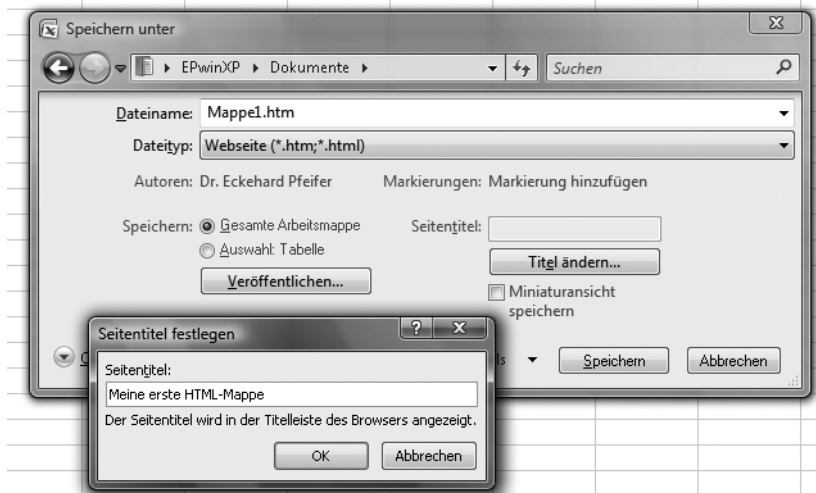 Speichern unter
EPwinXP Dokumente Suchen
Dateiname: Mappe1.htm
Dateityp: Webseite (*.htm;*.html)
Autoren: Dr. Eckehard Pfeifer Markierungen: Markierung hinzufügen
Speichern: Gesamte Arbeitsmappe Seitentitel:
Auswahl: Tabelle
Titel ändern...
Veröffentlichen...
Miniaturansicht
speichern
Speichern Abbrechen
Seitentitel festlegen
Seitentitel:
Meine erste HTML-Mappe
Der Seitentitel wird in der Titelleiste des Browsers angezeigt.
OK Abbrechen